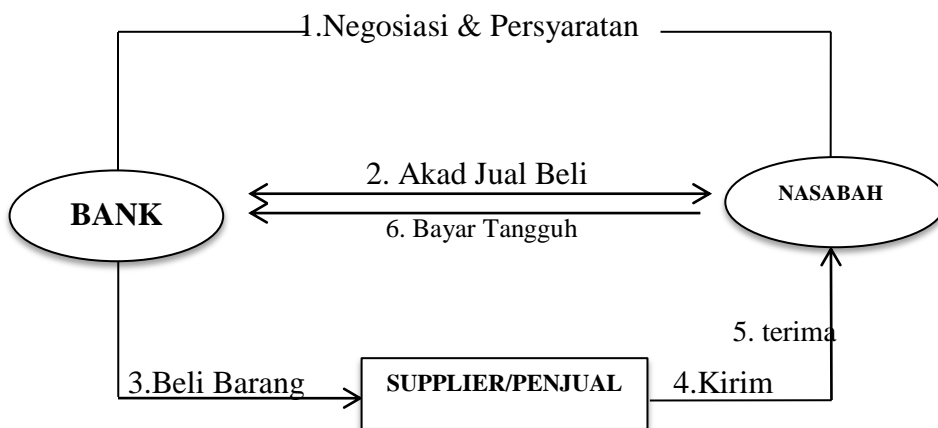 1.Negosiasi & Persyaratan
2. Akad Jual Beli
BANK
NASABAH
6. Bayar Tangguh
5. terima
3.Beli Barang
SUPPLIER/PENJUAL
4.Kirim